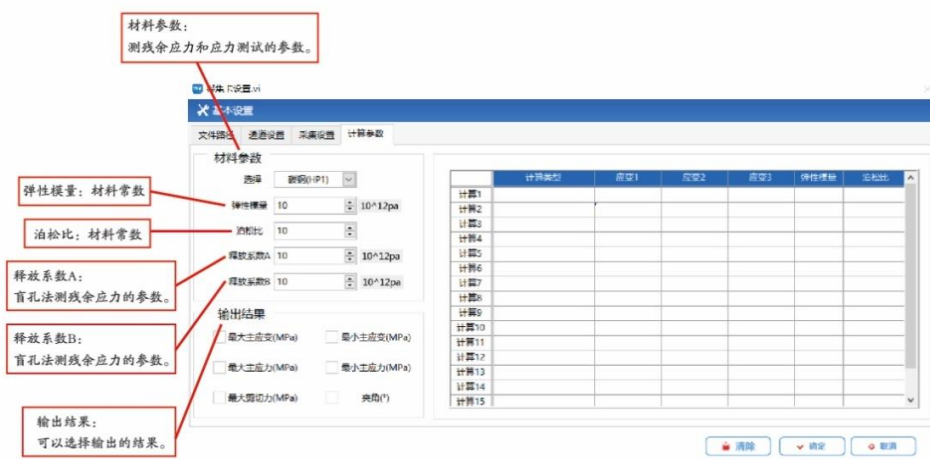 材料参数：
测残余应力和应力测试的参数。
采集卡设置.vi
基本设置
文件路径 通道设置 采集设置 计算参数
材料参数
选择 碳钢(HP1)
弹性模量：材料常数
弹性模量 10 10^12pa
泊松比：材料常数
泊松比 10
释放系数A：
盲孔法测残余应力的参数。
释放系数A 10 10^12pa
释放系数B 10 10^12pa
释放系数B：
盲孔法测残余应力的参数。
输出结果
最大主应变(MPa) 最小主应变(MPa)
最大主应力(MPa) 最小主应力(MPa)
最大剪切力(MPa) 夹角(°)
输出结果：
可以选择输出的结果。
计算类型 应变1 应变2 应变3 弹性模量 泊松比
计算1
计算2
计算3
计算4
计算5
计算6
计算7
计算8
计算9
计算10
计算11
计算12
计算13
计算14
计算15
清除 确定 取消